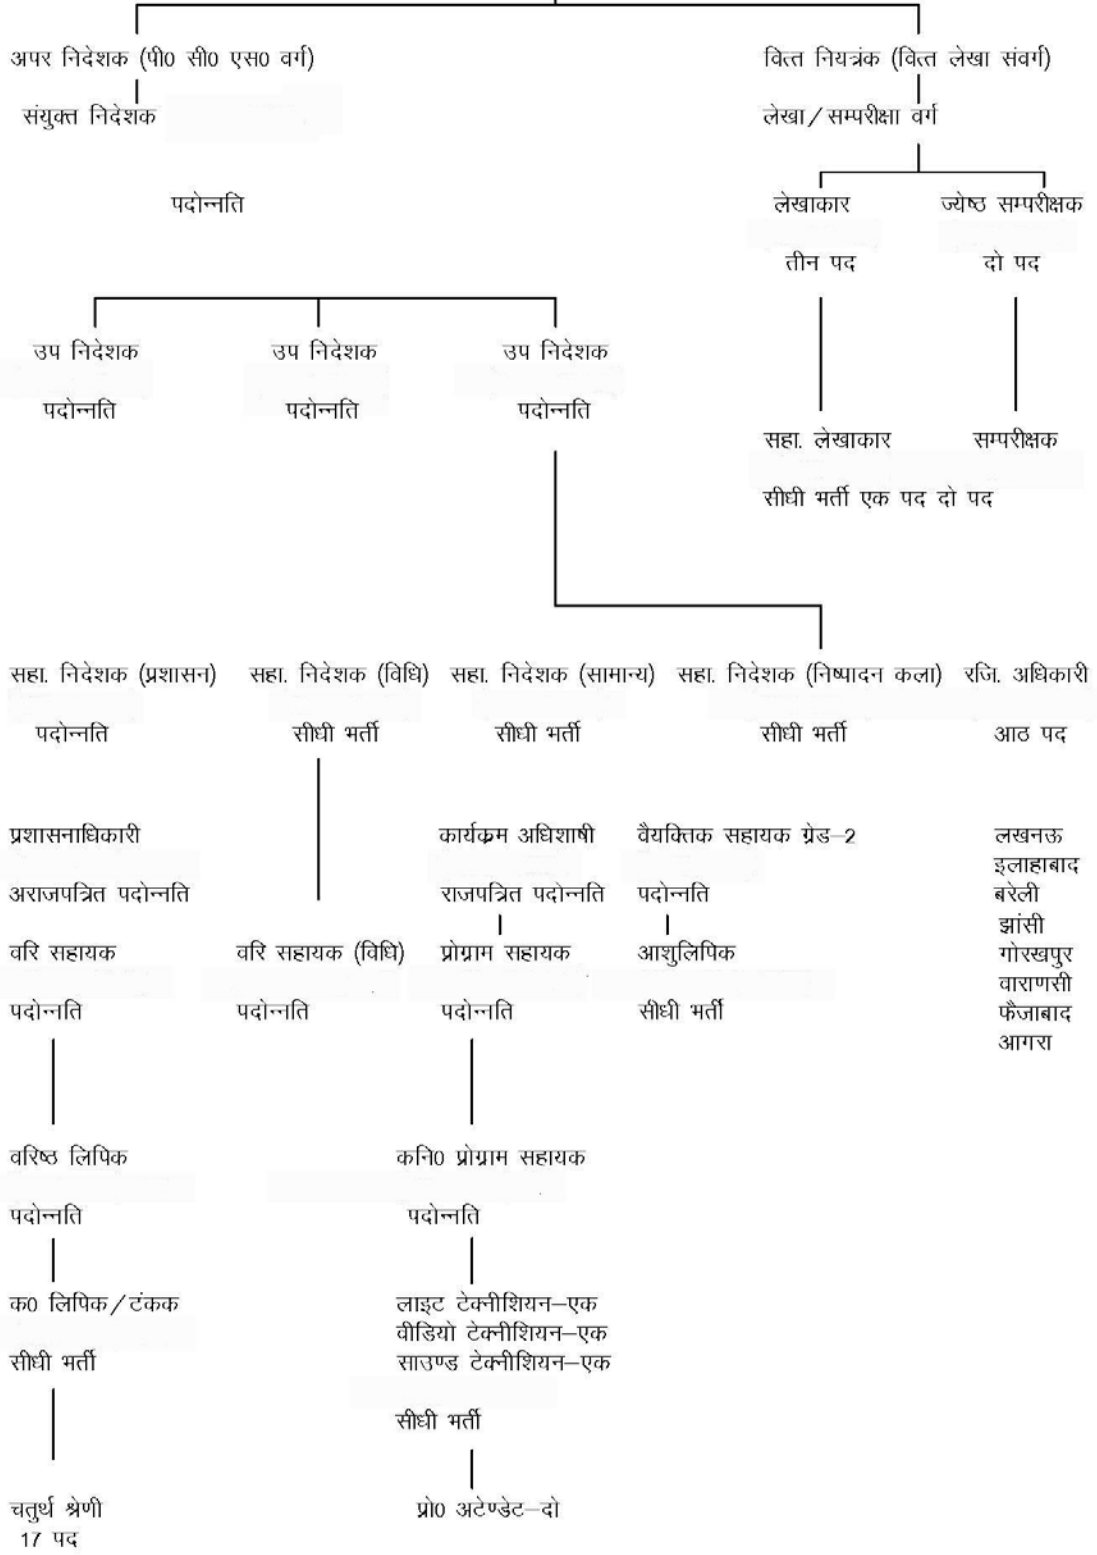 अपर निदेशक (पी0 सी0 एस0 वर्ग) वित्त नियत्रंक (वित्त लेखा संवर्ग)
संयुक्त निदेशक लेखा/सम्परीक्षा वर्ग
पदोन्नति लेखाकार ज्येष्ठ सम्परीक्षक
तीन पद दो पद
उप निदेशक उप निदेशक उप निदेशक
पदोन्नति पदोन्नति पदोन्नति
सहा. लेखाकार सम्परीक्षक
सीधी भर्ती एक पद दो पद
सहा. निदेशक (प्रशासन) सहा. निदेशक (विधि) सहा. निदेशक (सामान्य) सहा. निदेशक (निष्पादन कला) रजि. अधिकारी
पदोन्नति सीधी भर्ती सीधी भर्ती सीधी भर्ती आठ पद
प्रशासनाधिकारी कार्यक्रम अधिशाषी वैयक्तिक सहायक ग्रेड–2 लखनऊ
इलाहाबाद
अराजपत्रित पदोन्नति राजपत्रित पदोन्नति पदोन्नति बरेली
झांसी
वरि सहायक वरि सहायक (विधि) प्रोग्राम सहायक आशुलिपिक गोरखपुर
वाराणसी
पदोन्नति पदोन्नति पदोन्नति सीधी भर्ती फैजाबाद
आगरा
वरिष्ठ लिपिक कनि0 प्रोग्राम सहायक
पदोन्नति पदोन्नति
क0 लिपिक/टंकक लाइट टेक्नीशियन–एक
वीडियो टेक्नीशियन–एक
सीधी भर्ती साउण्ड टेक्नीशियन–एक
सीधी भर्ती
चतुर्थ श्रेणी प्रो0 अटेण्डेट–दो
17 पद